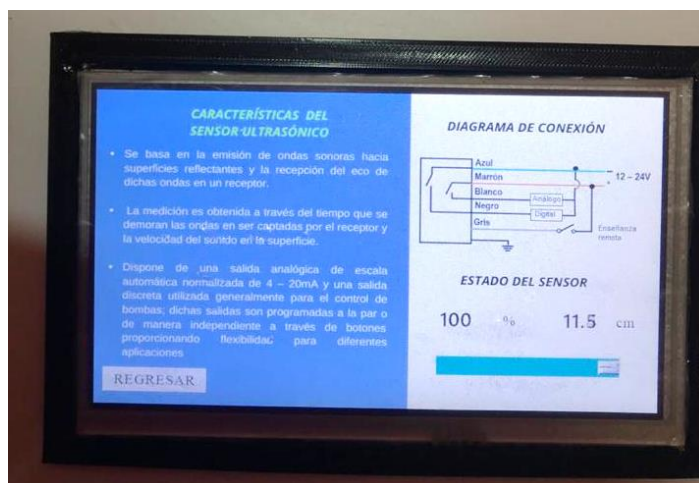 CARACTERÍSTICAS DEL
SENSOR ULTRASÓNICO
• Se basa en la emisión de ondas sonoras hacia
superficies reflectantes y la recepción del eco de
dichas ondas en un receptor.
• La medición es obtenida a través del tiempo que se
demoran las ondas en ser captadas por el receptor y
la velocidad del sonido en la superficie.
• Dispone de una salida analógica de escala
automática normalizada de 4 – 20mA y una salida
discreta utilizada generalmente para el control de
bombas; dichas salidas son programadas a la par o
de manera independiente a través de botones
proporcionando flexibilidad para diferentes
aplicaciones
REGRESAR
DIAGRAMA DE CONEXIÓN
Azul
Marrón
Blanco
Negro
Gris
Análogo
Digital
12 – 24V
Enseñanza
remota
ESTADO DEL SENSOR
100 % 11.5 cm